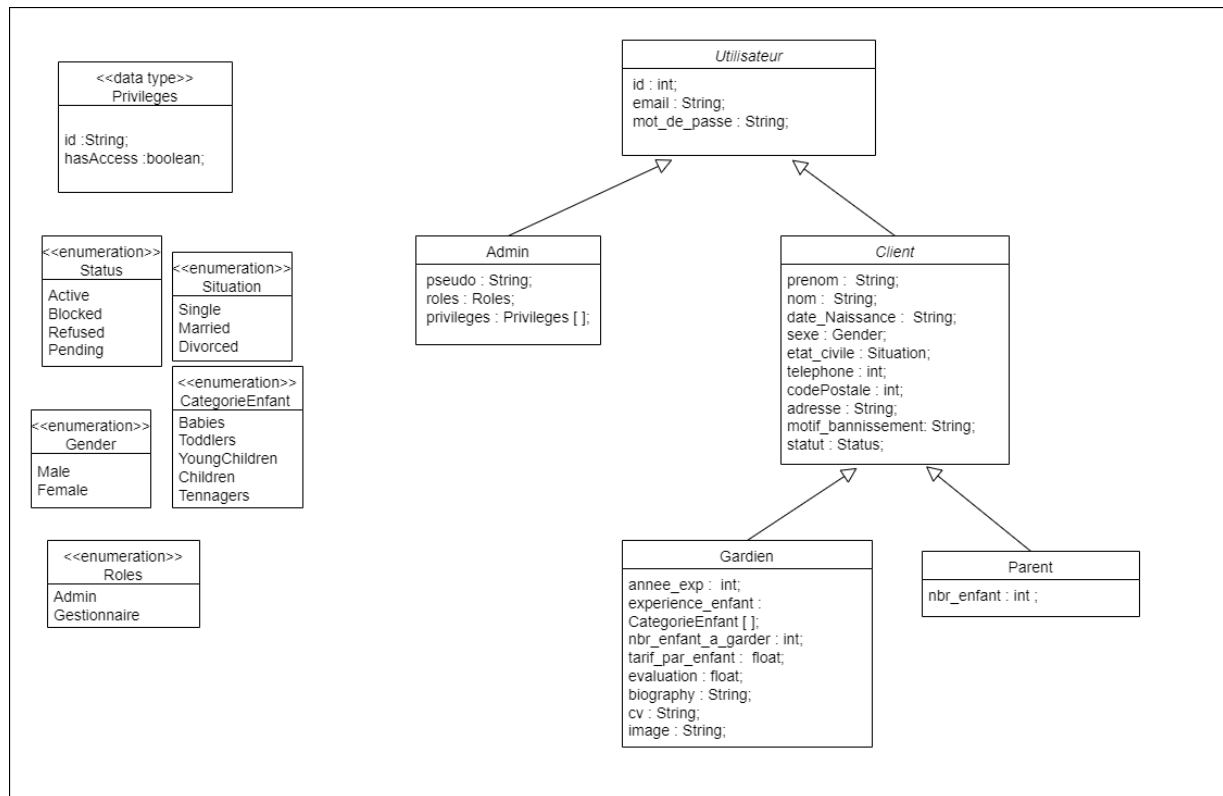 <<data type>>
Privileges
id :String;
hasAccess :boolean;
<<enumeration>>
Status
Active
Blocked
Refused
Pending
<<enumeration>>
Situation
Single
Married
Divorced
<<enumeration>>
CategorieEnfant
Babies
Toddlers
YoungChildren
Children
Tennagers
<<enumeration>>
Gender
Male
Female
<<enumeration>>
Roles
Admin
Gestionnaire
Utilisateur
id : int;
email : String;
mot_de_passe : String;
Admin
pseudo : String;
roles : Roles;
privileges : Privileges [ ];
Client
prenom : String;
nom : String;
date_Naissance : String;
sexe : Gender;
etat_civile : Situation;
telephone : int;
codePostale : int;
adresse : String;
motif_bannissement: String;
statut : Status;
Gardien
annee_exp : int;
experience_enfant :
CategorieEnfant [ ];
nbr_enfant_a_garder : int;
tarif_par_enfant : float;
evaluation : float;
biography : String;
cv : String;
image : String;
Parent
nbr_enfant : int ;